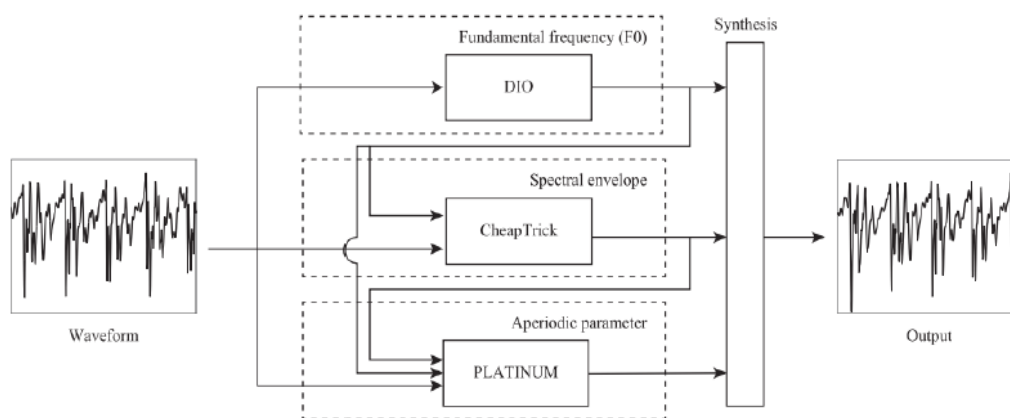 Synthesis
Fundamental frequency (F0)
DIO
Spectral envelope
CheapTrick
Waveform
Output
Aperiodic parameter
PLATINUM